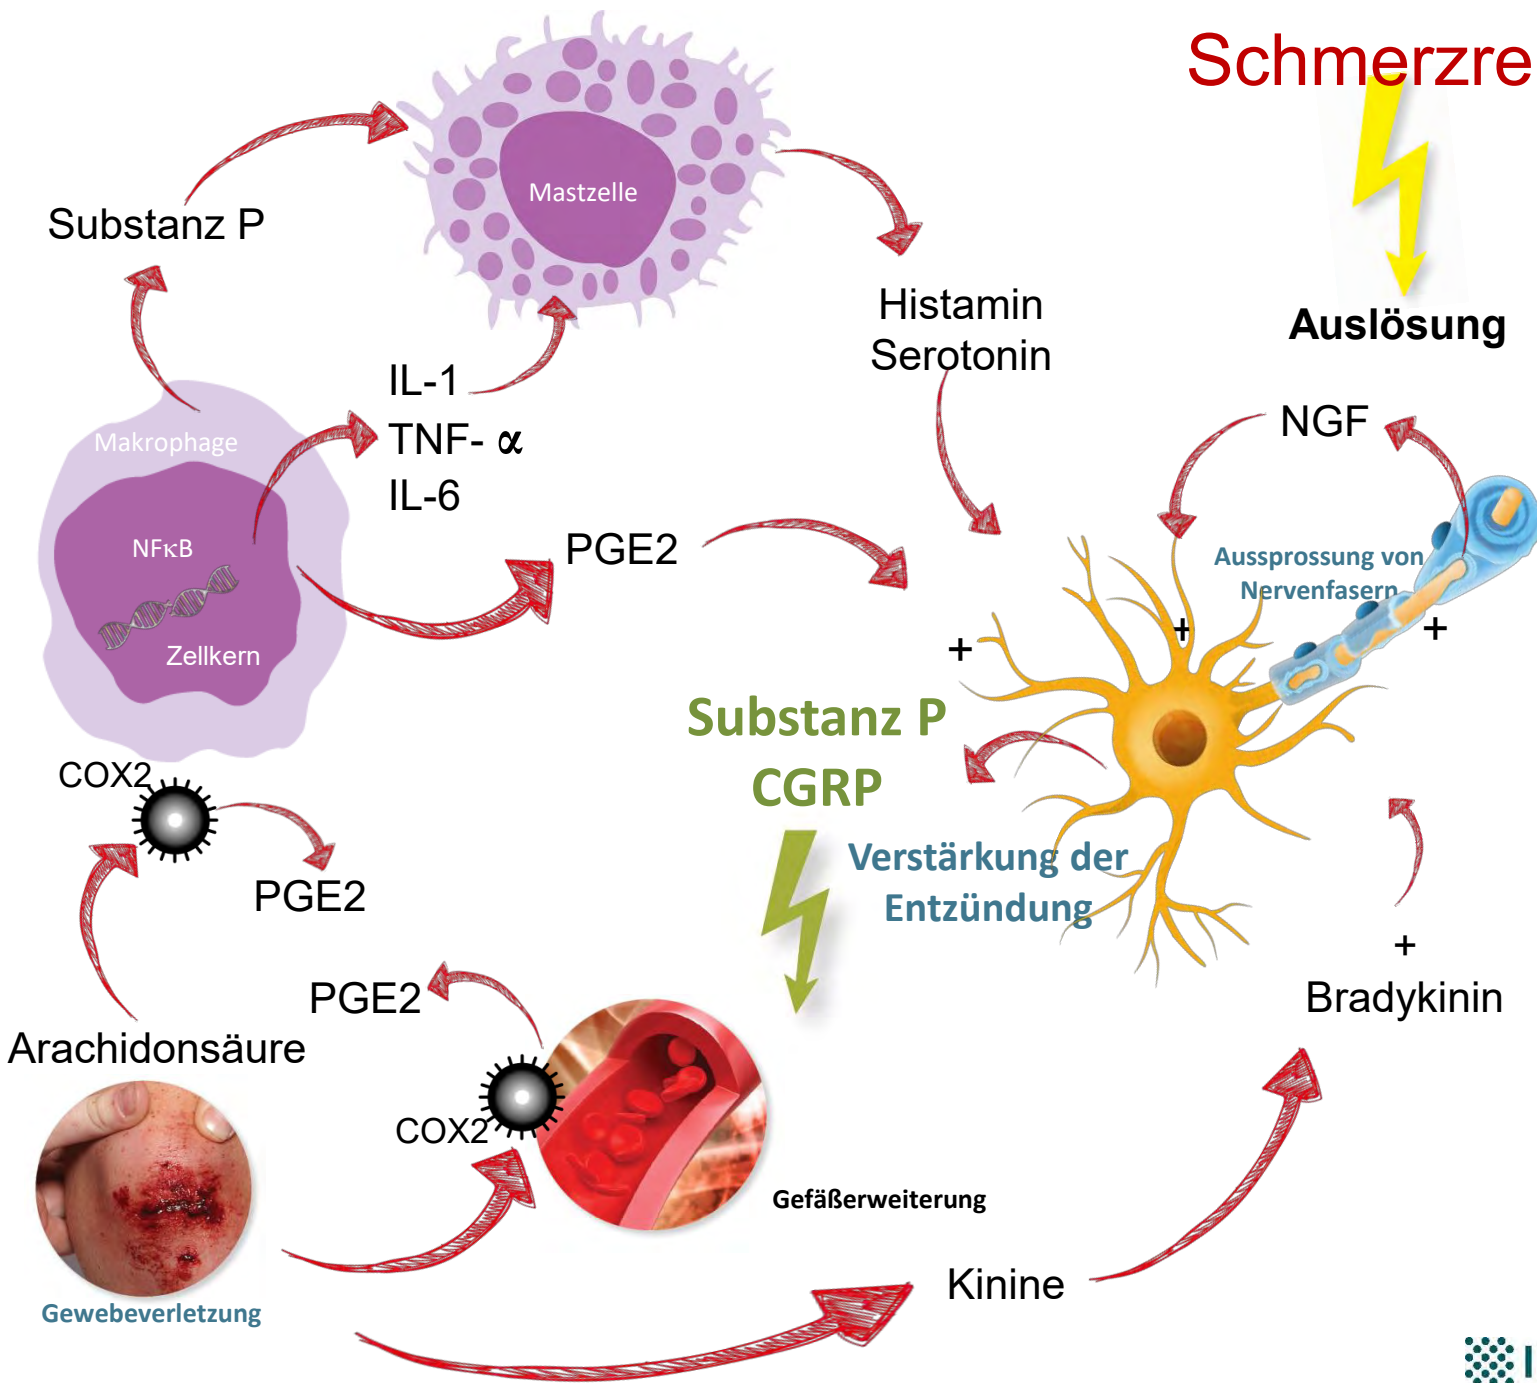 Schmerzre
Mastzelle
Substanz P
Histamin
Serotonin
Auslösung
IL-1
TNF- α
IL-6
NGF
Makrophage
NFκB
Zellkern
PGE2
Aussprossung von
Nervenfasern
+
+
+
Substanz P
CGRP
COX2
PGE2
Verstärkung der
Entzündung
+
Bradykinin
PGE2
Arachidonsäure
COX2
Gefäßerweiterung
Kinine
Gewebeverletzung